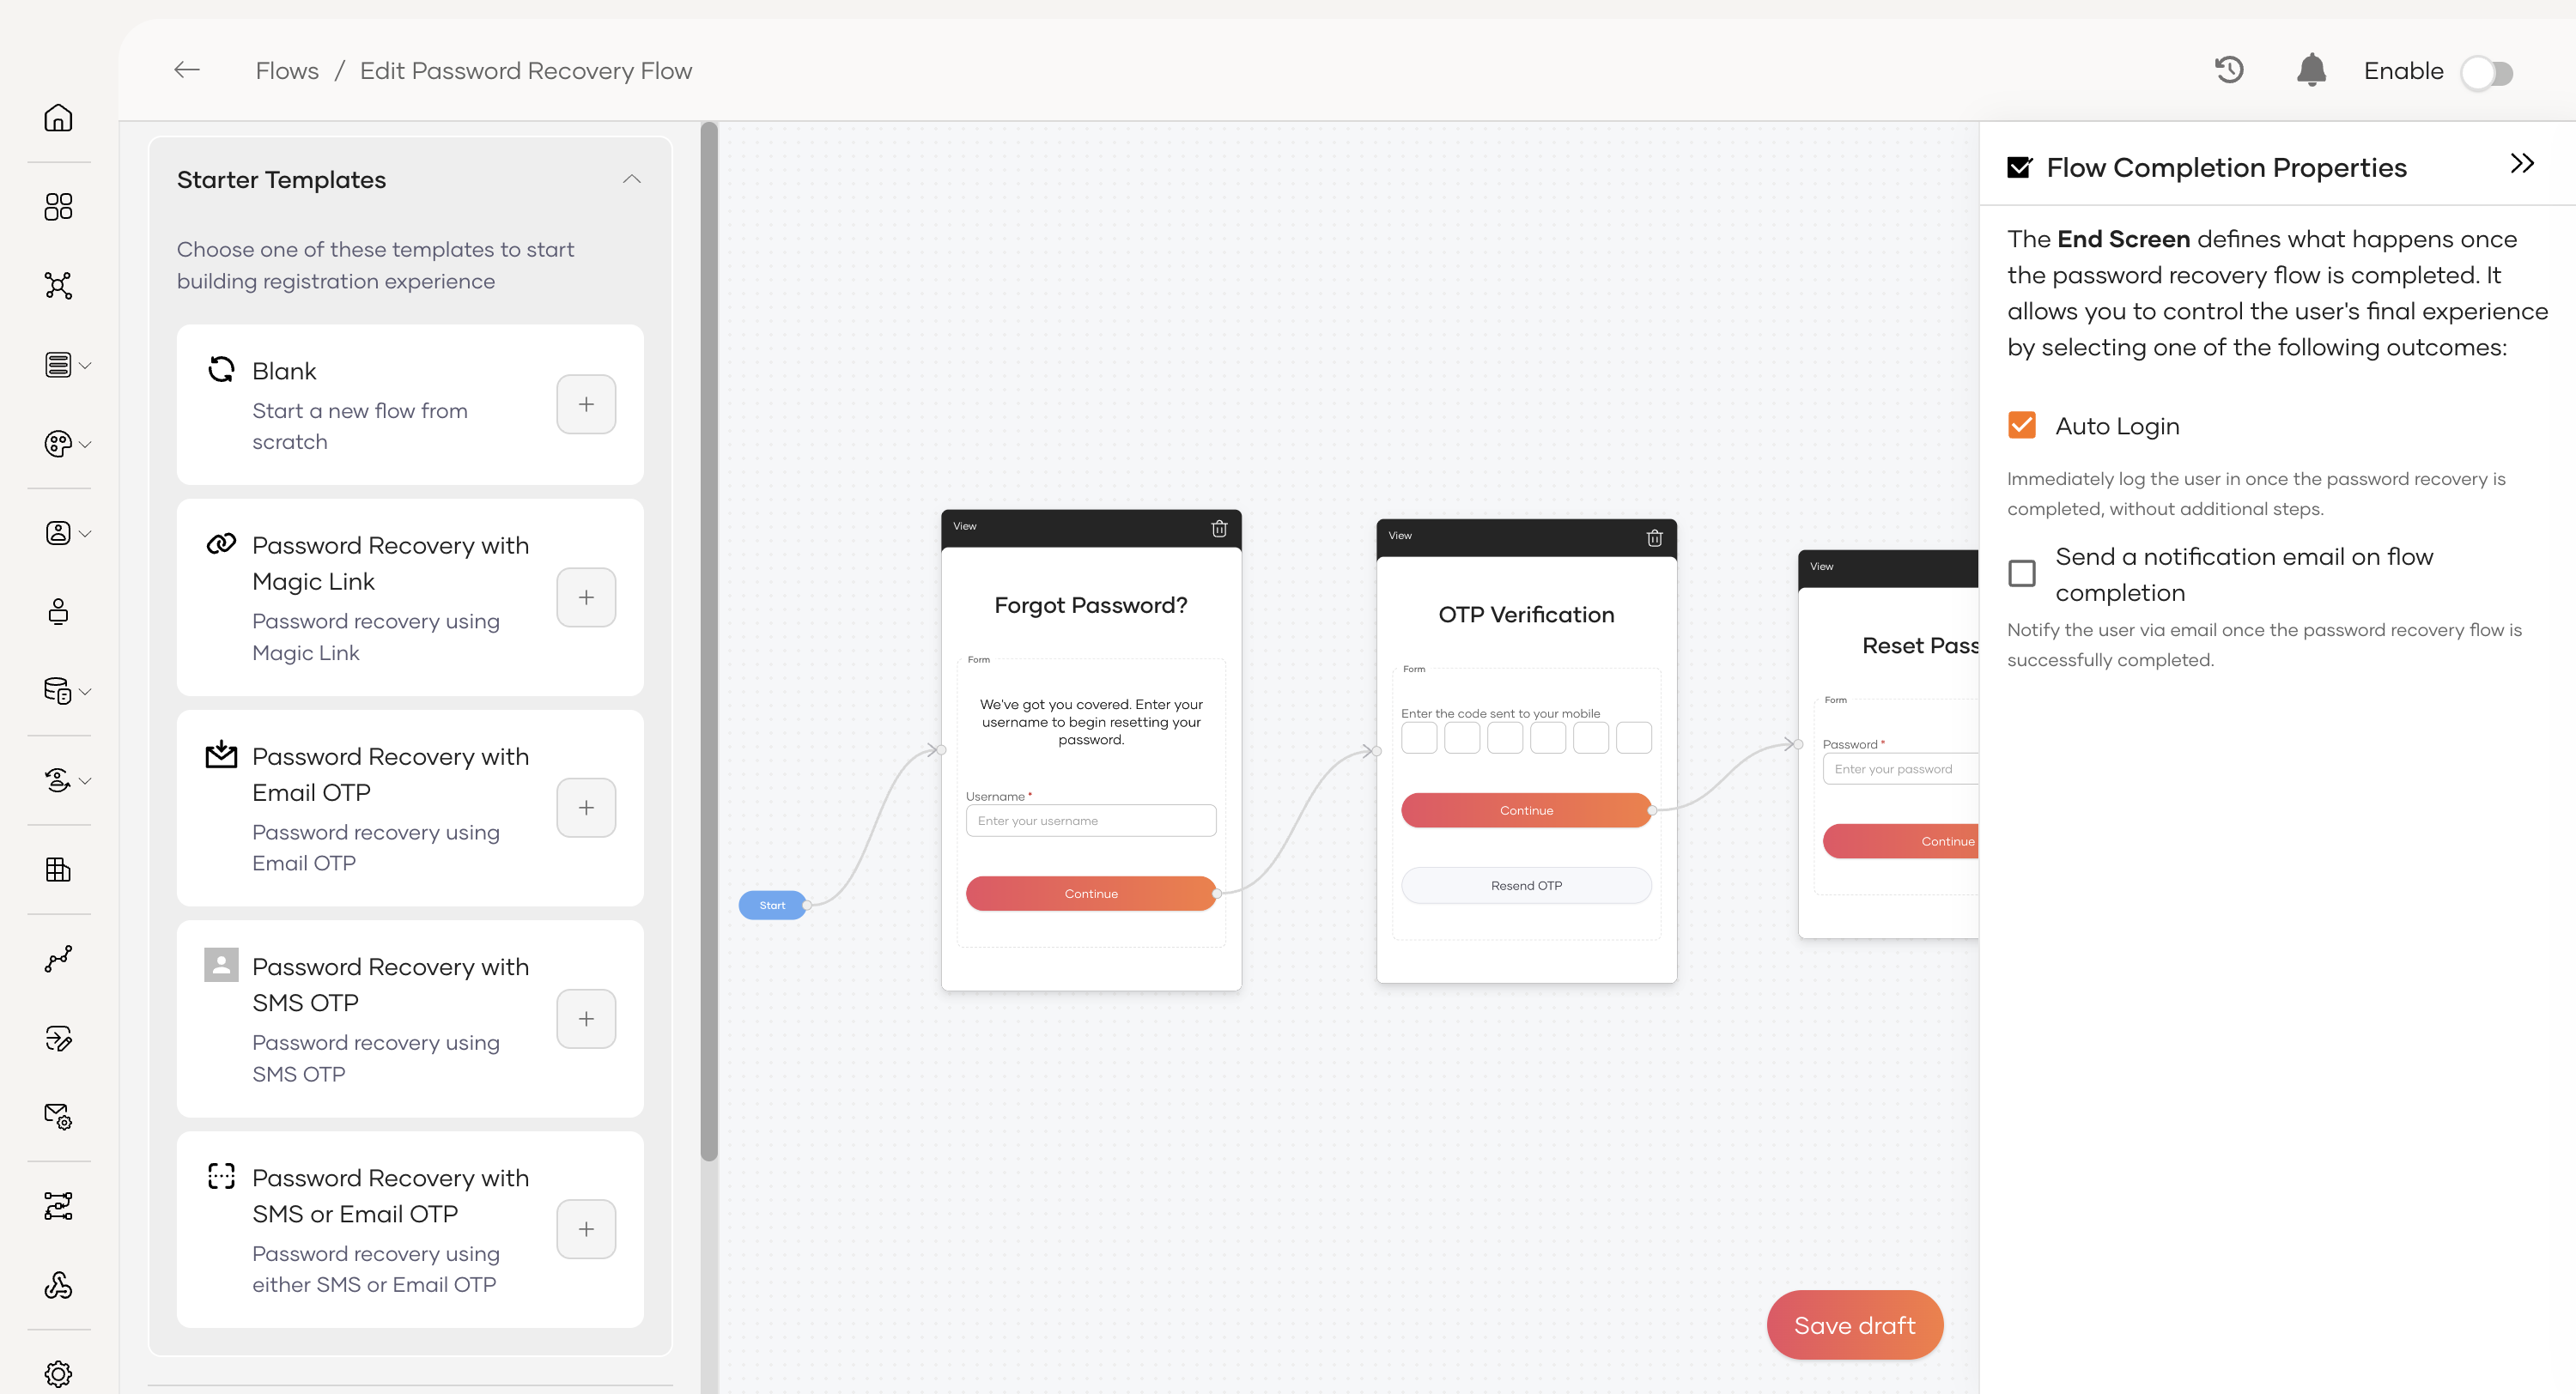 Flows / Edit Password Recovery Flow
Enable
Starter Templates
Choose one of these templates to start
building registration experience
Blank
Start a new flow from
scratch
Password Recovery with
Magic Link
Password recovery using
Magic Link
Password Recovery with
Email OTP
Password recovery using
Email OTP
Password Recovery with
SMS OTP
Password recovery using
SMS OTP
Password Recovery with
SMS or Email OTP
Password recovery using
either SMS or Email OTP
Start
View
Forgot Password?
Form
We've got you covered. Enter your
username to begin resetting your
password.
Username *
Enter your username
Continue
View
OTP Verification
Form
Enter the code sent to your mobile
Continue
Resend OTP
View
Reset Pass
Form
Password *
Enter your password
Continue
Save draft
Flow Completion Properties
The End Screen defines what happens once
the password recovery flow is completed. It
allows you to control the user's final experience
by selecting one of the following outcomes:
Auto Login
Immediately log the user in once the password recovery is
completed, without additional steps.
Send a notification email on flow
completion
Notify the user via email once the password recovery flow is
successfully completed.